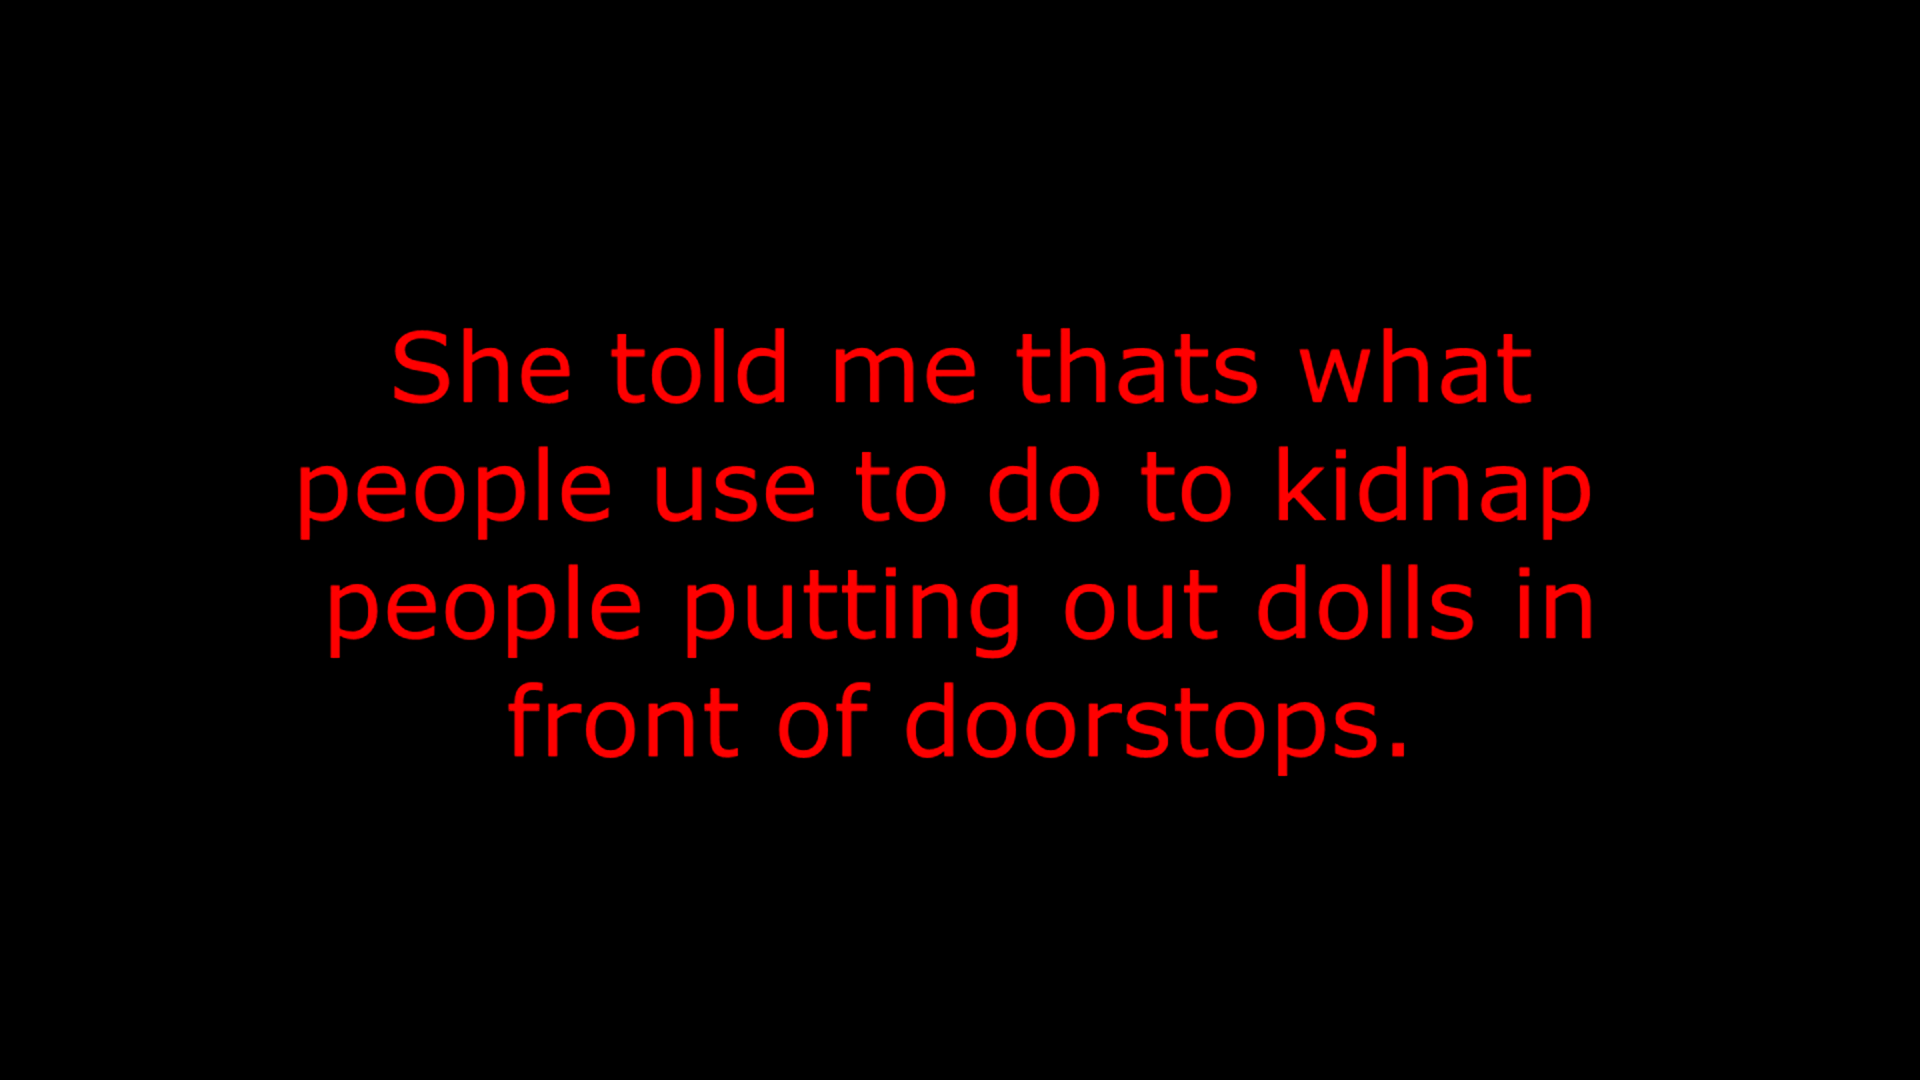 She told me thats what
people use to do to kidnap
people putting out dolls in
front of doorstops.